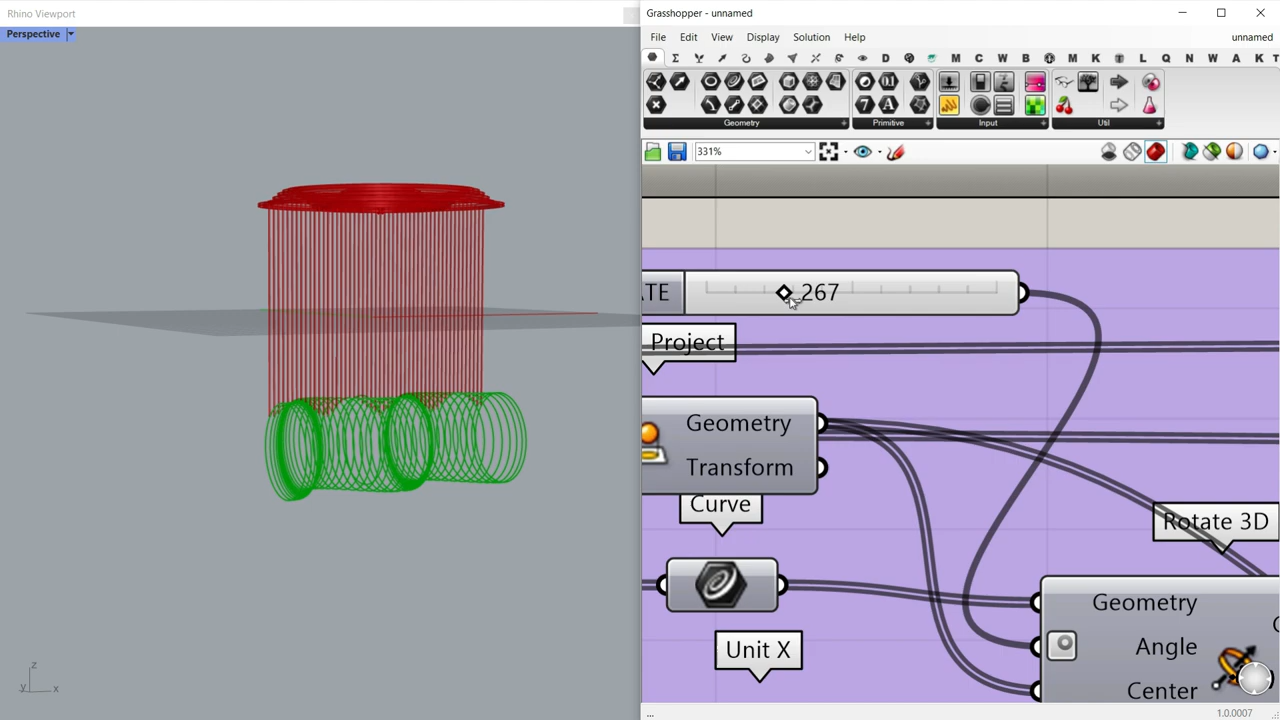 Rhino Viewport
Perspective
Grasshopper - unnamed
File Edit View Display Solution Help
unnamed
Σ D M C W B M K L Q N W A K T
Geometry Primitive Input Util
331%
ATE 267
Project
Geometry
Transform
Curve
Rotate 3D
Unit X
Geometry
Angle
Center
z
y x
...
1.0.0007